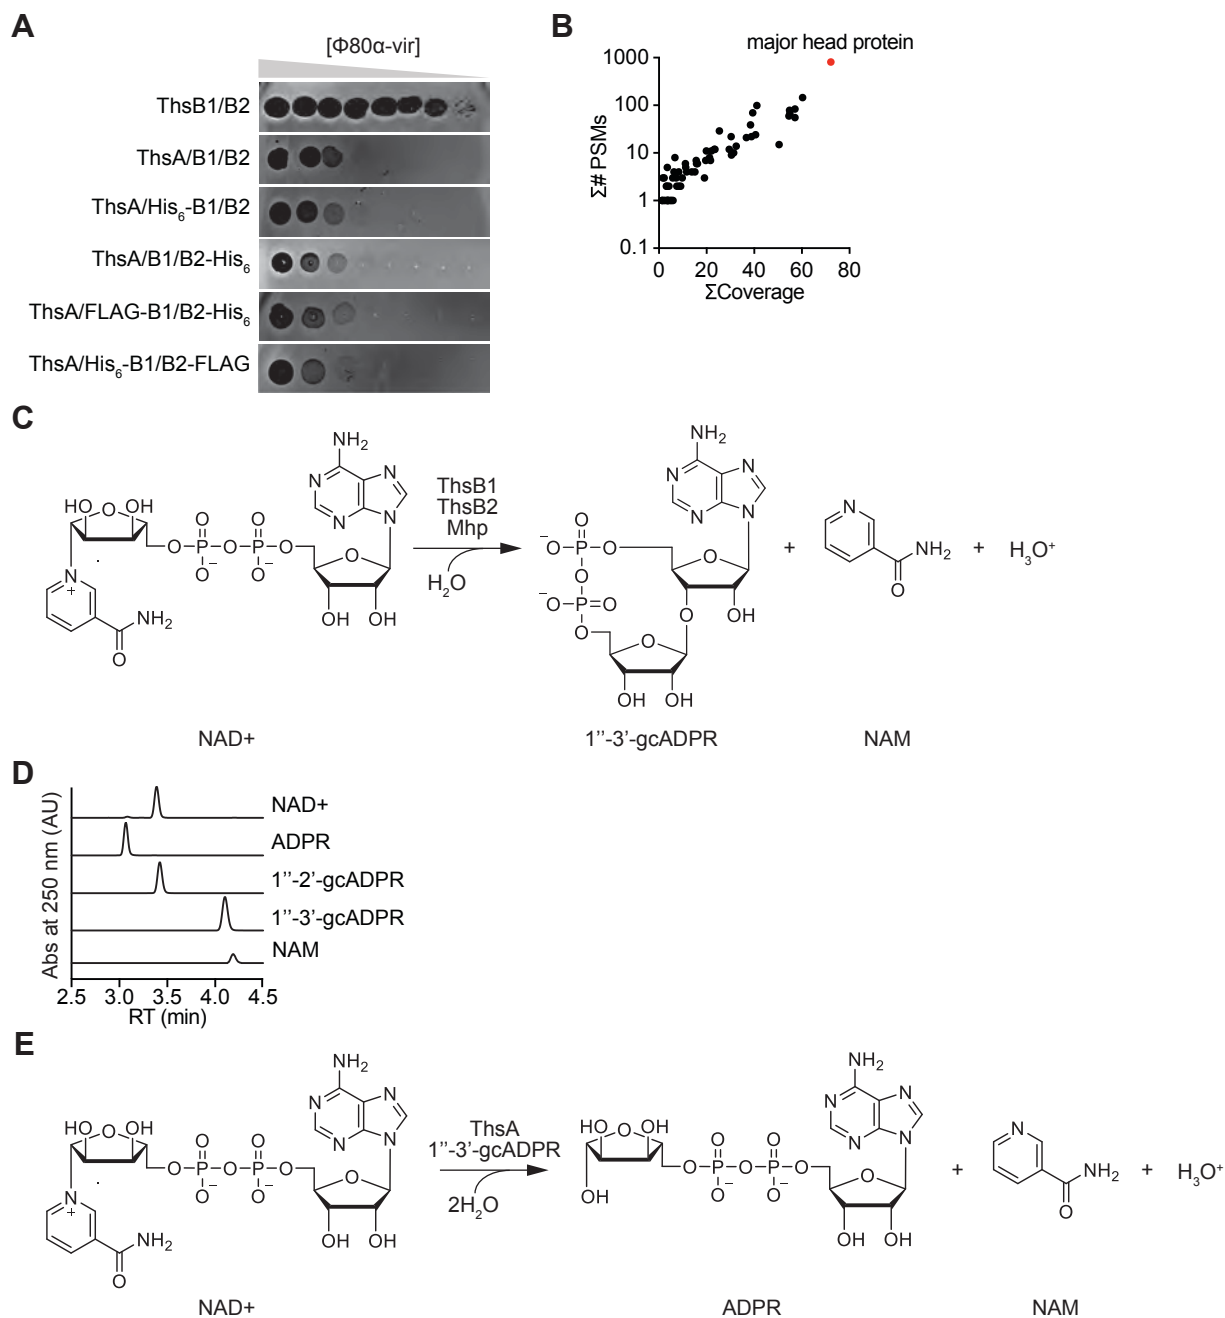 A
[Φ80α-vir]
ThsB1/B2
ThsA/B1/B2
ThsA/His6-B1/B2
ThsA/B1/B2-His6
ThsA/FLAG-B1/B2-His6
ThsA/His6-B1/B2-FLAG
B
major head protein
1000
100
10
1
0.1
Σ# PSMs
0 20 40 60 80
ΣCoverage
C
HO O OH
O O
O P O P O
O− O−
N+
NH2
O
NH2
N N
N N
O
OH OH
NAD+
ThsB1
ThsB2
Mhp
H2O
NH2
N N
N N
O
−O P O
O
−O P O
O
O
O
O OH
OH OH
1''-3'-gcADPR
+
N
NH2
O
NAM
+
H3O+
D
Abs at 250 nm (AU)
NAD+
ADPR
1''-2'-gcADPR
1''-3'-gcADPR
NAM
2.5 3.0 3.5 4.0 4.5
RT (min)
E
HO O OH
O O
O P O P O
O− O−
N+
NH2
O
NH2
N N
N N
O
OH OH
NAD+
ThsA
1''-3'-gcADPR
2H2O
HO O OH
OH
O O
O P O P O
O− O−
NH2
N N
N N
O
OH OH
ADPR
+
N
NH2
O
NAM
+
H3O+